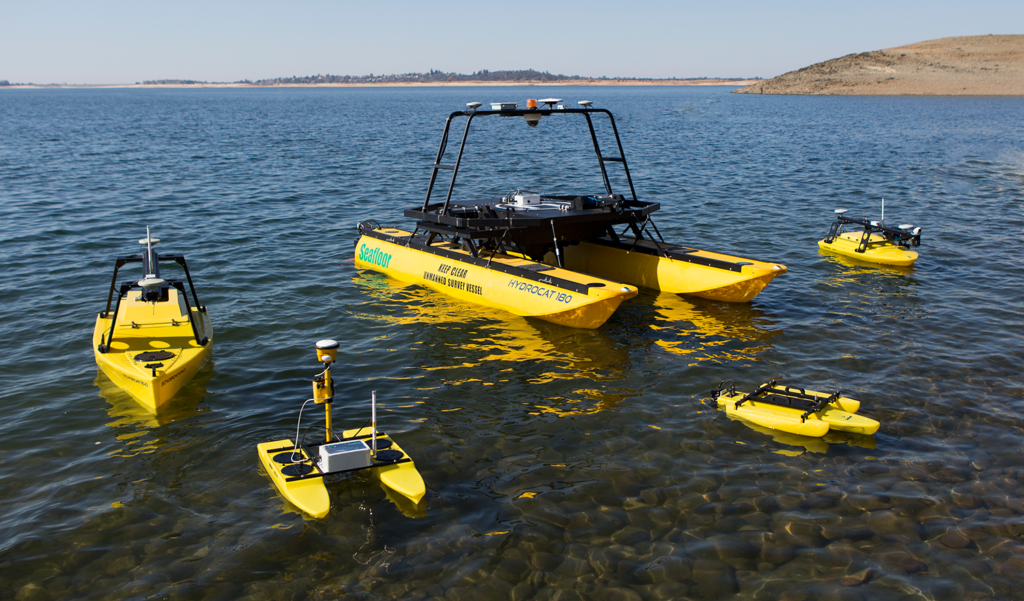 Seafloor
KEEP CLEAR
UNMANNED SURVEY VESSEL
HYDROCAT 180